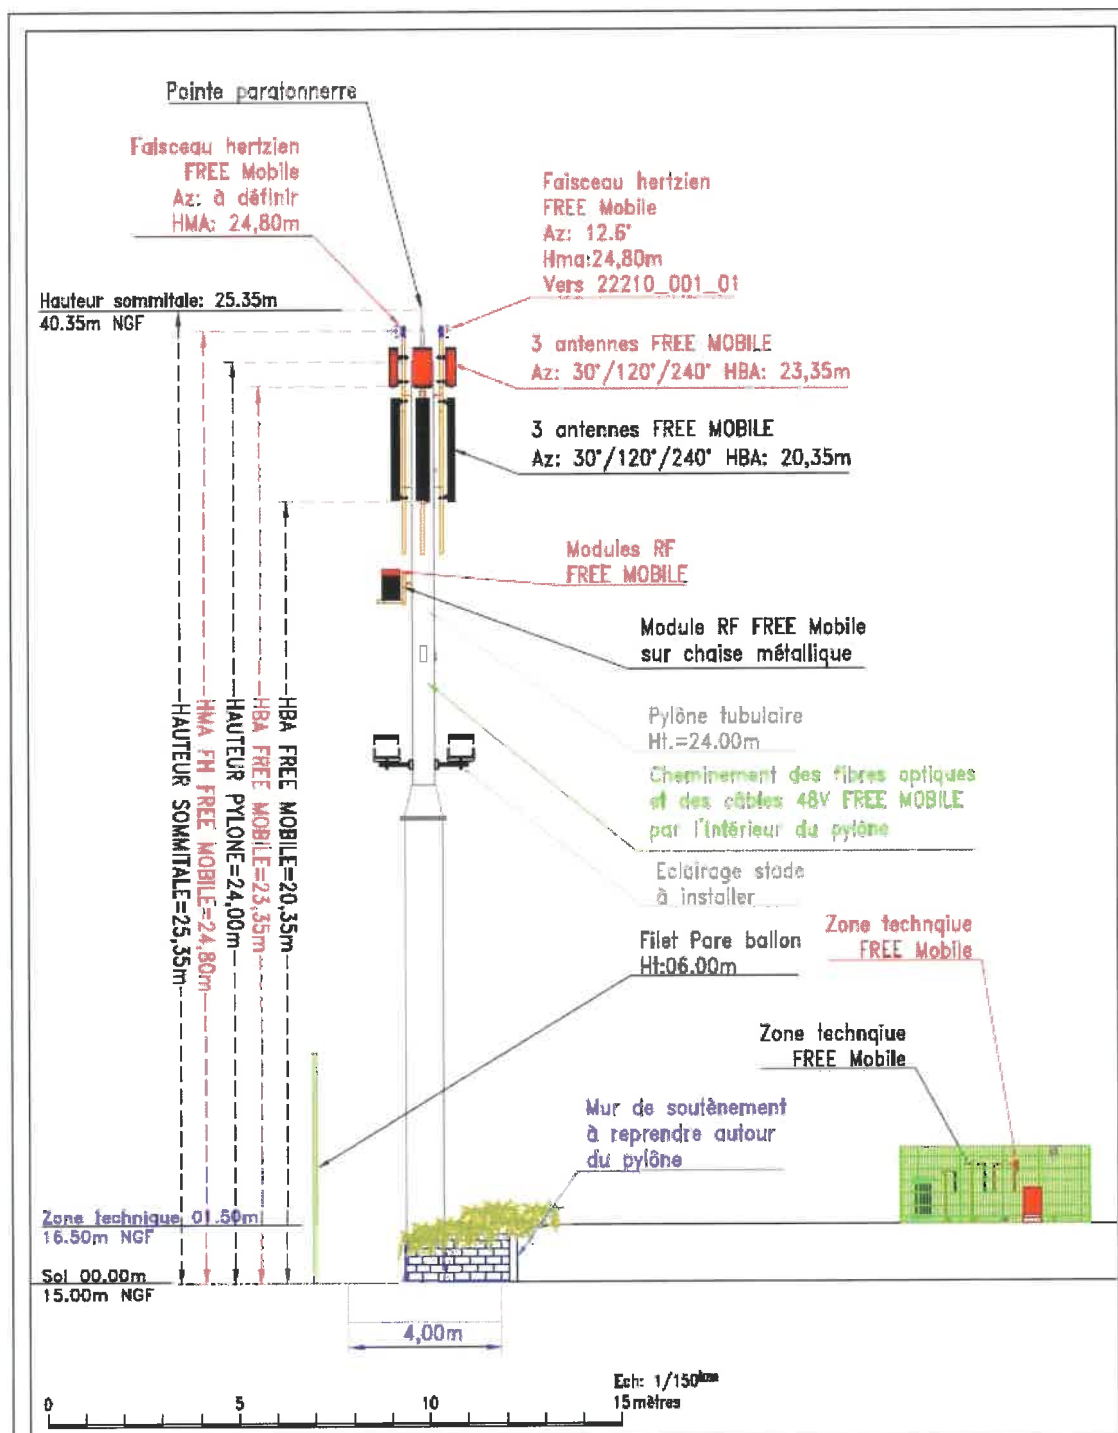 Pointe paratonnerre
Faisceau hertzien
FREE Mobile
Az: à définir
HMA: 24,80m
Faisceau hertzien
FREE Mobile
Az: 12.6°
Hma:24,80m
Vers 22210_001_01
Hauteur sommitale: 25.35m
40.35m NGF
3 antennes FREE MOBILE
Az: 30°/120°/240° HBA: 23,35m
3 antennes FREE MOBILE
Az: 30°/120°/240° HBA: 20,35m
Modules RF
FREE MOBILE
Module RF FREE Mobile
sur chaise métallique
Pylône tubulaire
Ht.=24.00m
Cheminement des fibres optiques
et des câbles 48V FREE MOBILE
par l'intérieur du pylône
Eclairage stade
à installer
HAUTEUR SOMMITALE=25,35m
HMA FH FREE MOBILE=24,80m
HAUTEUR PYLONE=24,00m
HBA FREE MOBILE=23,35m
HBA FREE MOBILE=20,35m
Filet Pare ballon
Ht:06.00m
Zone technqiue
FREE Mobile
Zone technqiue
FREE Mobile
Mur de soutènement
à reprendre autour
du pylône
Zone technique 01.50m
16.50m NGF
Sol 00.00m
15.00m NGF
4,00m
Ech: 1/150ème
0 5 10 15 mètres